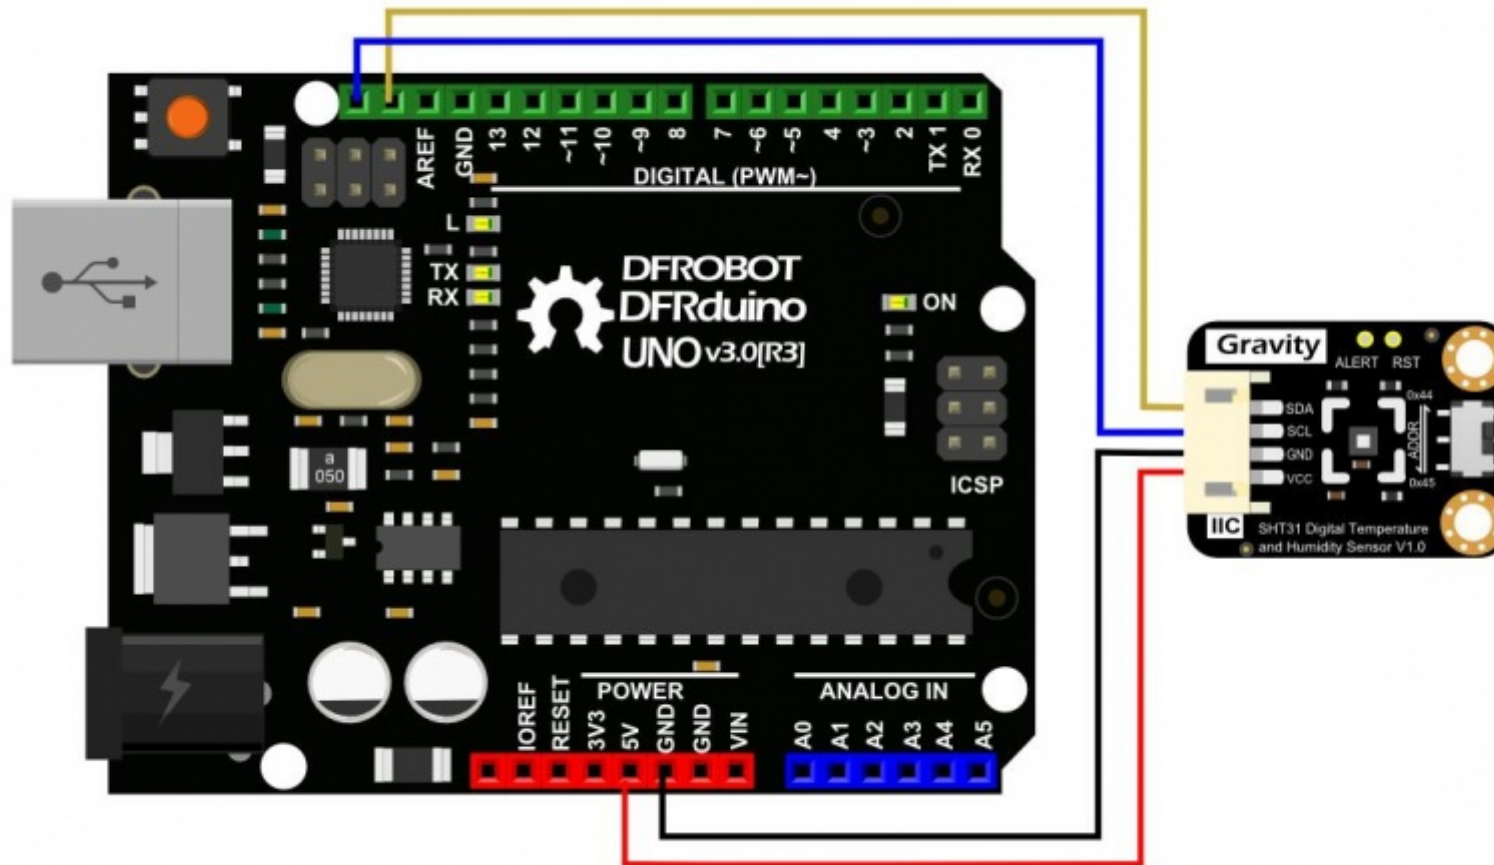 AREF
GND
13
12
~11
~10
~9
8
7
~6
~5
4
~3
2
TX 1
RX 0
DIGITAL (PWM~)
L
TX
RX
DFROBOT
DFRduino
UNO v3.0[R3]
ON
ICSP
a
050
POWER
IOREF
RESET
3V3
5V
GND
GND
VIN
ANALOG IN
A0
A1
A2
A3
A4
A5
Gravity
ALERT RST
SDA
SCL
GND
VCC
0x44
ADDR
0x45
IIC
SHT31 Digital Temperature
and Humidity Sensor V1.0